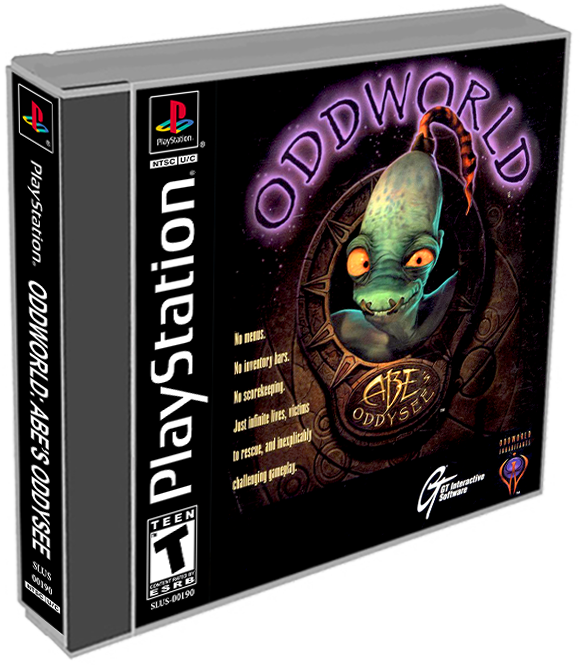 PlayStation®
ODDWORLD: ABE'S ODDYSEE
SLUS
00190
NTSC U/C
PlayStation®
NTSC U/C
PlayStation
TEEN
T
CONTENT RATED BY
ESRB
SLUS-00190
ODDWORLD
No menus.
No inventory bars.
No scorekeeping.
Just infinite lives, victims
to rescue, and inexplicably
challenging gameplay.
ABE'S
ODDYSEE™
GT Interactive
Software
ODDWORLD
INHABITANTS